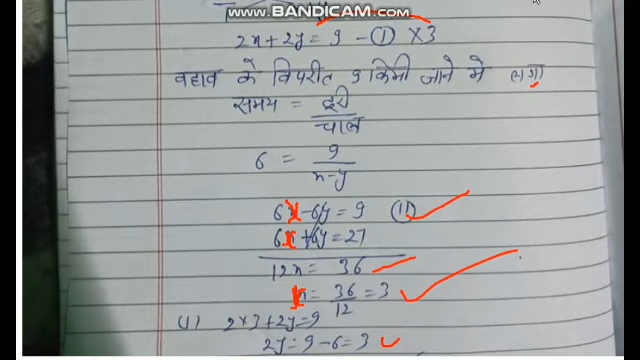 WWW.BANDICAM.COM
2x+2y= 9 - ① ×3
वहाव के विपरीत 9 किमी जाने मे लगा
समय = दूरी
चाल
6 = 9
x-y
6x-6y=9 ⑪
6x+6y=27
12x= 36
x= 36 =3
12
(1) 2×3+2y=9
2y=9-6=3